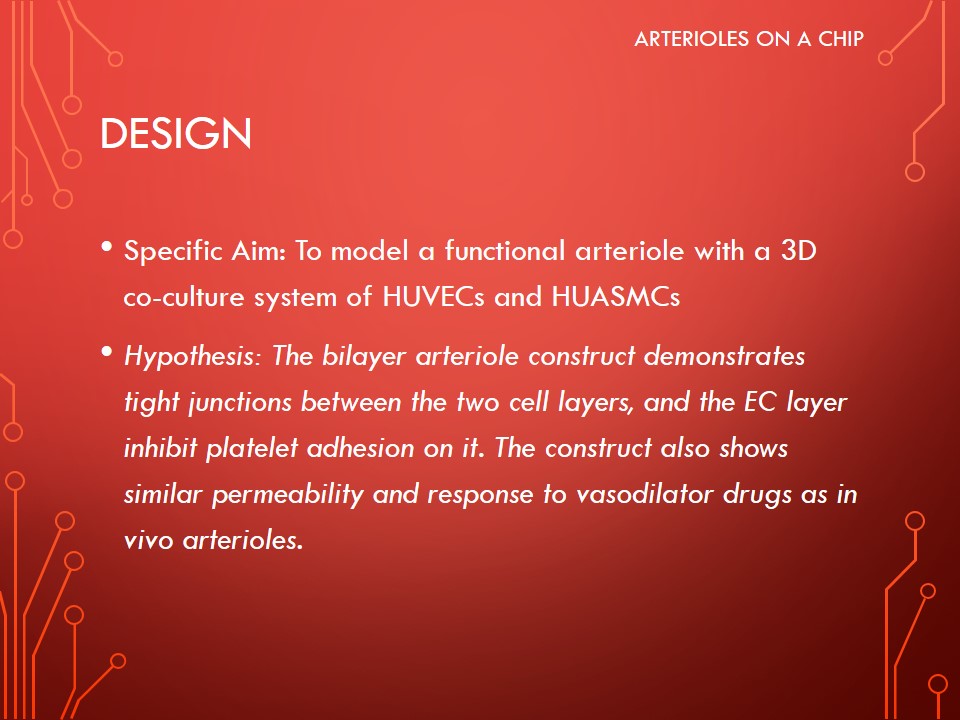 ARTERIOLES ON A CHIP
DESIGN
• Specific Aim: To model a functional arteriole with a 3D
co-culture system of HUVECs and HUASMCs
• Hypothesis: The bilayer arteriole construct demonstrates
tight junctions between the two cell layers, and the EC layer
inhibit platelet adhesion on it. The construct also shows
similar permeability and response to vasodilator drugs as in
vivo arterioles.